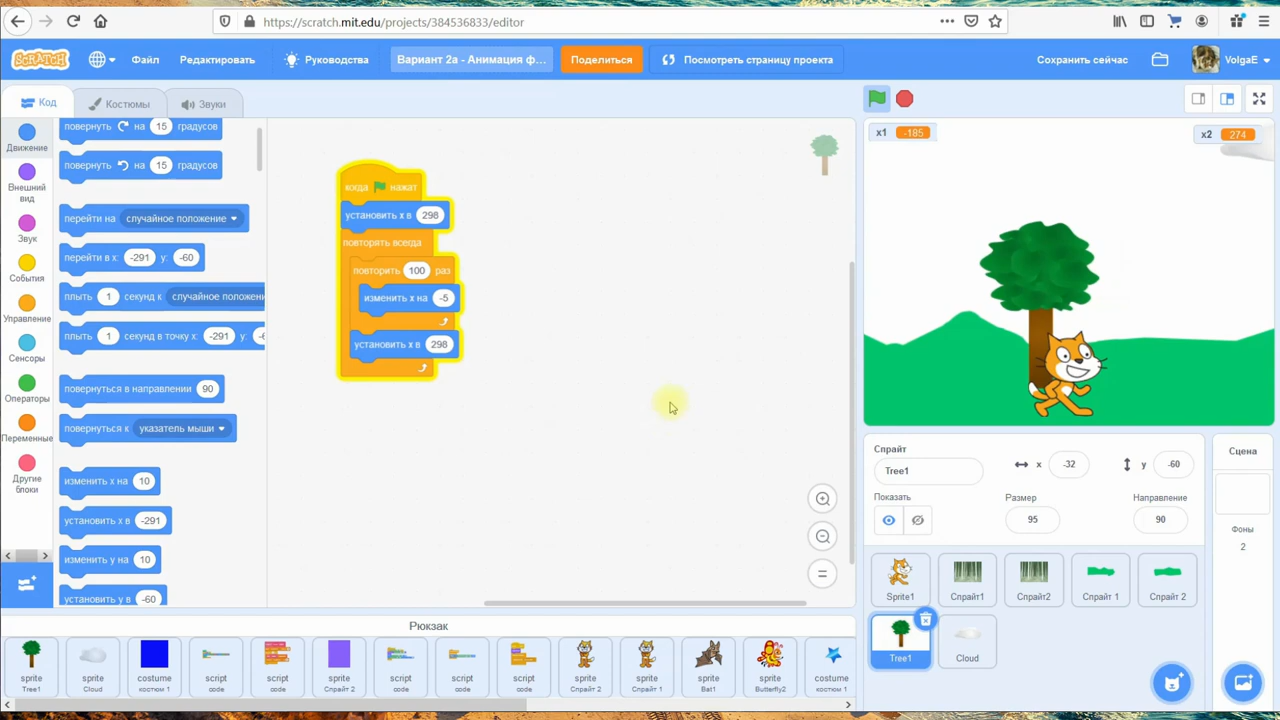 https://scratch.mit.edu/projects/384536833/editor
SCRATCH
Файл
Редактировать
Руководства
Вариант 2а - Анимация ф...
Поделиться
Посмотреть страницу проекта
Сохранить сейчас
VolgaE
Код
Костюмы
Звуки
Движение
Внешний вид
Звук
События
Управление
Сенсоры
Операторы
Переменные
Другие блоки
повернуть на 15 градусов
повернуть на 15 градусов
перейти на случайное положение
перейти в x: -291 y: -60
плыть 1 секунд к случайное положени
плыть 1 секунд в точку x: -291 y:
повернуться в направлении 90
повернуться к указатель мыши
изменить x на 10
установить x в -291
изменить y на 10
установить y в -60
когда нажат
установить x в 298
повторять всегда
повторить 100 раз
изменить x на -5
установить x в 298
x1 -185
x2 274
Спрайт
Tree1
x -32
y -60
Показать
Размер
95
Направление
90
Sprite1
Спрайт1
Спрайт2
Спрайт 1
Спрайт 2
Tree1
Cloud
Сцена
Фоны
2
Рюкзак
sprite
Tree1
sprite
Cloud
costume
костюм 1
script
code
script
code
sprite
Спрайт 2
script
code
script
code
script
code
sprite
Спрайт 2
sprite
Спрайт 1
sprite
Bat1
sprite
Butterfly2
costume
костюм 1